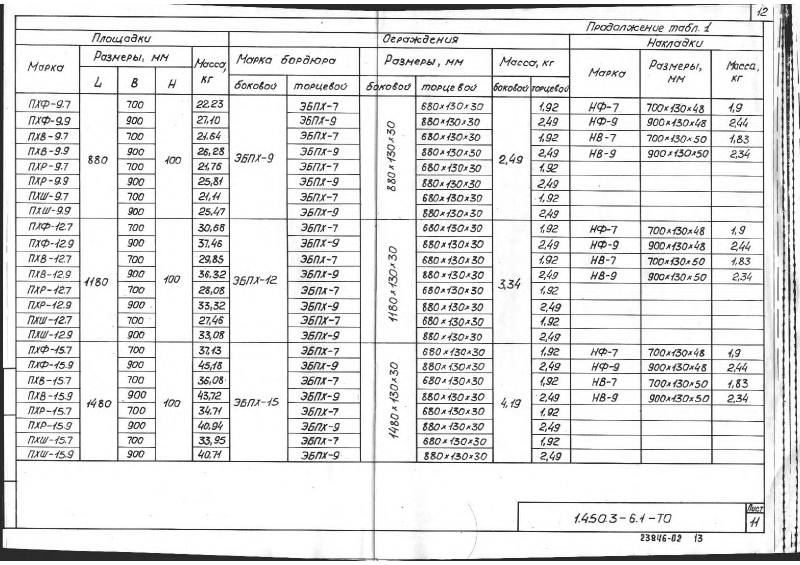 12
Продолжение табл. 1
Площадки Ограждения Накладки
Марка Размеры, мм Масса, кг Марка бордюра Размеры, мм Масса, кг Марка Размеры, мм Масса, кг
L B H боковой торцевой боковой торцевой боковой торцевой
ПХФ-9.7 880 700 100 22.23 ЭБПХ-9 ЭБПХ-7 880×130×30 680×130×30 2,49 1,92 НФ-7 700×130×48 1,9
ПХФ-9.9 900 27.10 ЭБПХ-9 880×130×30 2,49 НФ-9 900×130×48 2,44
ПХВ-9.7 700 21.64 ЭБПХ-7 680×130×30 1,92 НВ-7 700×130×50 1,83
ПХВ-9.9 900 26,28 ЭБПХ-9 880×130×30 2,49 НВ-9 900×130×50 2,34
ПХР-9.7 700 21,76 ЭБПХ-7 680×130×30 1,92
ПХР-9.9 900 25,81 ЭБПХ-9 880×130×30 2,49
ПХШ-9.7 700 21,11 ЭБПХ-7 680×130×30 1,92
ПХШ-9.9 900 25,47 ЭБПХ-9 880×130×30 2,49
ПХФ-12.7 1180 700 100 30,68 ЭБПХ-12 ЭБПХ-7 1180×130×30 680×130×30 3,34 1,92 НФ-7 700×130×48 1,9
ПХФ-12.9 900 37,46 ЭБПХ-9 880×130×30 2,49 НФ-9 900×130×48 2,44
ПХВ-12.7 700 29,85 ЭБПХ-7 680×130×30 1,92 НВ-7 700×130×50 1,83
ПХВ-12.9 900 36,32 ЭБПХ-9 880×130×30 2,49 НВ-9 900×130×50 2,34
ПХР-12.7 700 28,08 ЭБПХ-7 680×130×30 1,92
ПХР-12.9 900 33,32 ЭБПХ-9 880×130×30 2,49
ПХШ-12.7 700 27,46 ЭБПХ-7 680×130×30 1,92
ПХШ-12.9 900 33,08 ЭБПХ-9 880×130×30 2,49
ПХФ-15.7 1480 700 100 37,13 ЭБПХ-15 ЭБПХ-7 1480×130×30 680×130×30 4,19 1,92 НФ-7 700×130×48 1,9
ПХФ-15.9 900 45,18 ЭБПХ-9 880×130×30 2,49 НФ-9 900×130×48 2,44
ПХВ-15.7 700 36,08 ЭБПХ-7 680×130×30 1,92 НВ-7 700×130×50 1,83
ПХВ-15.9 900 43,72 ЭБПХ-9 880×130×30 2,49 НВ-9 900×130×50 2,34
ПХР-15.7 700 34,71 ЭБПХ-7 680×130×30 1,92
ПХР-15.9 900 40,94 ЭБПХ-9 880×130×30 2,49
ПХШ-15.7 700 33,95 ЭБПХ-7 680×130×30 1,92
ПХШ-15.9 900 40.71 ЭБПХ-9 880×130×30 2,49
1.450.3-6.1-ТО
Лист
11
23846-02 13